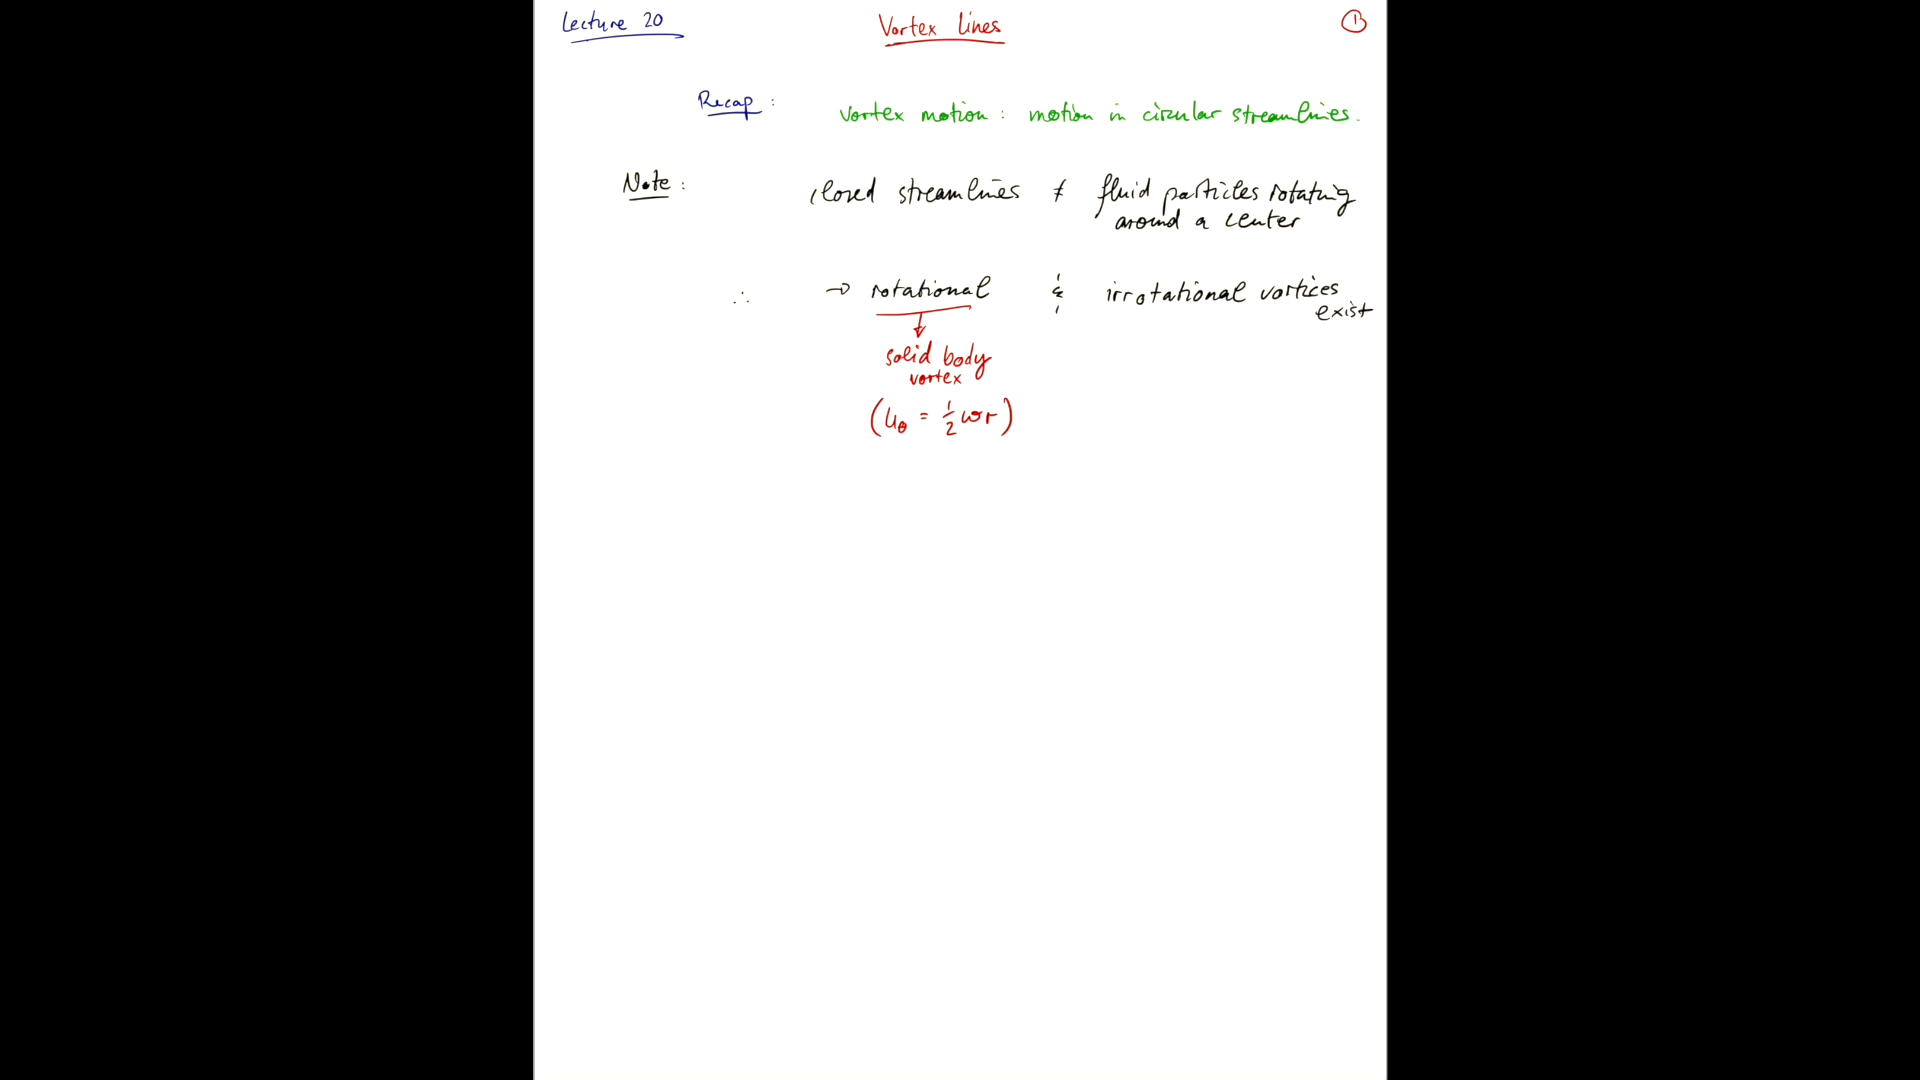 Lecture 20 Vortex Lines 1
Recap : vortex motion : motion in circular streamlines.
Note : closed streamlines ≠ fluid particles rotating
around a center
∴ → rotational & irrotational vortices
exist
solid body
vortex
(u_θ = 1/2 ω r)